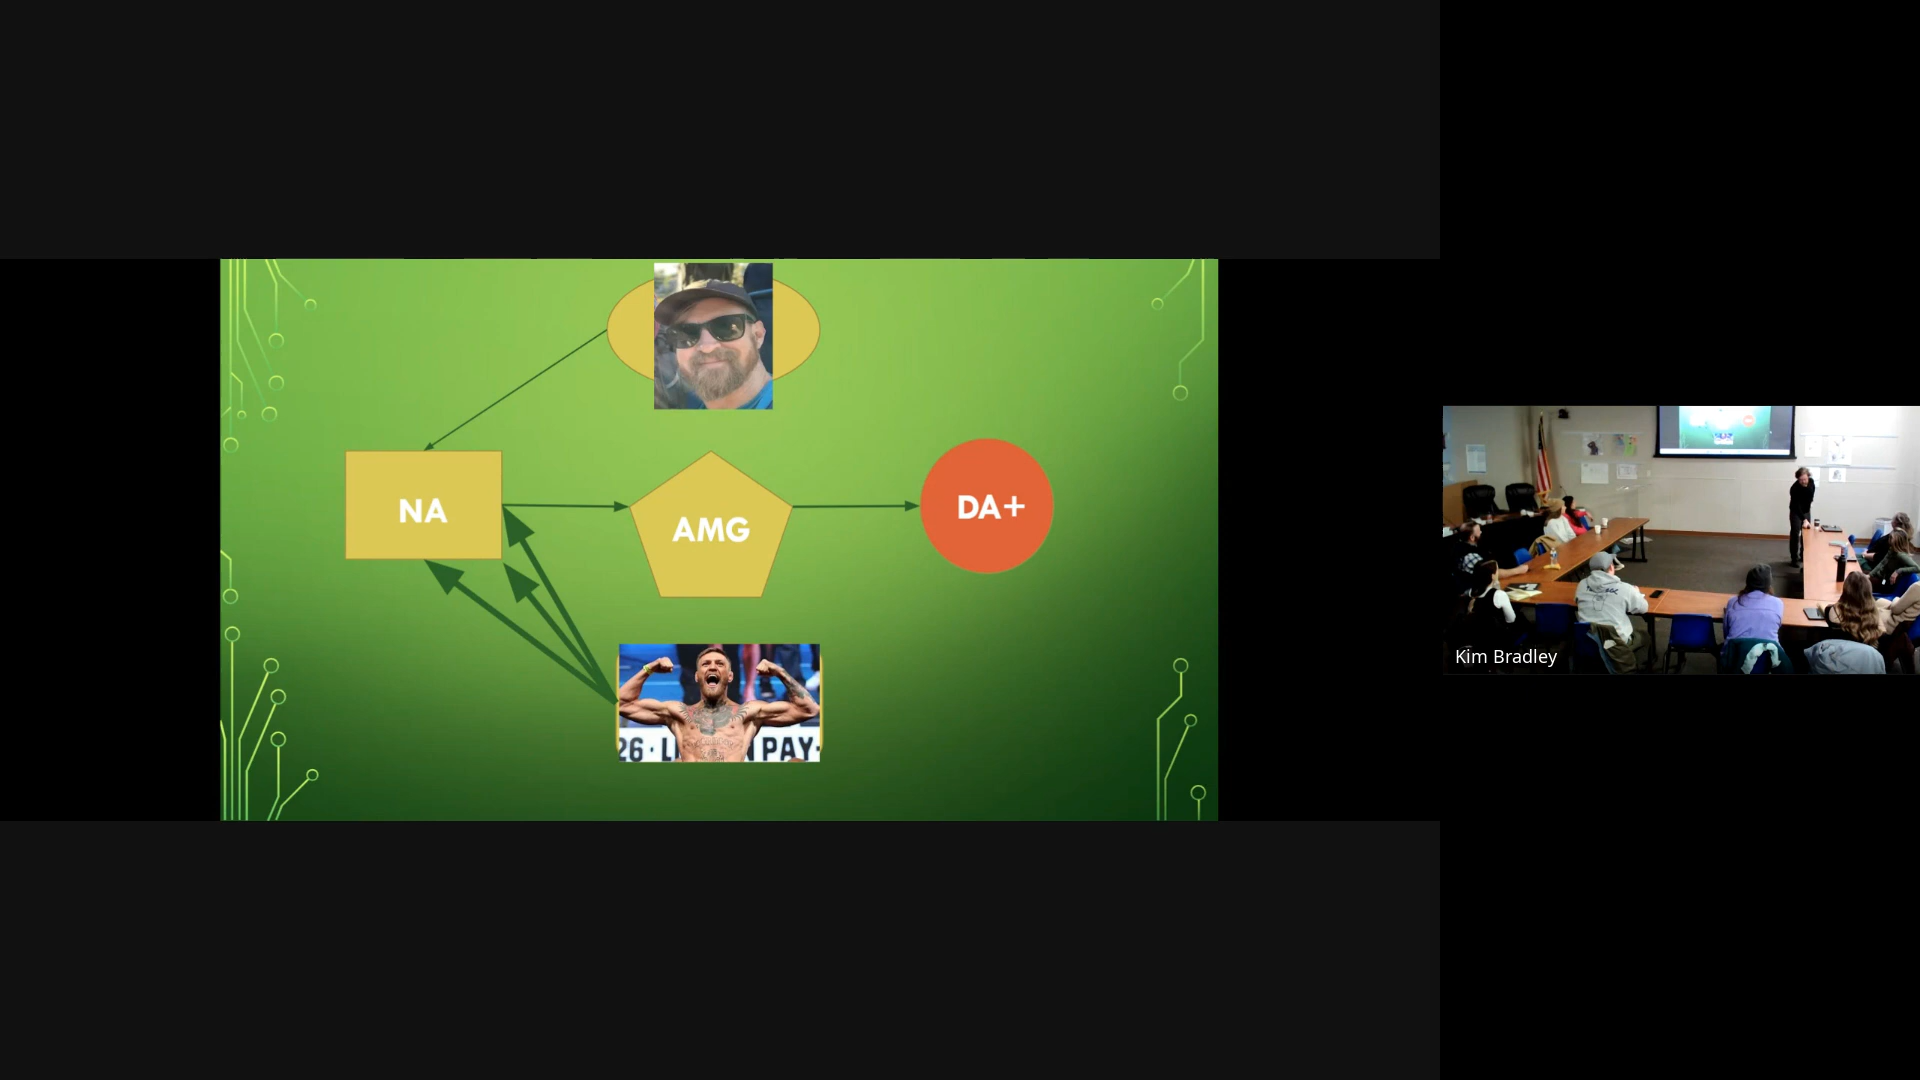 NA
AMG
DA+
26 · L
N PAY-
Kim Bradley